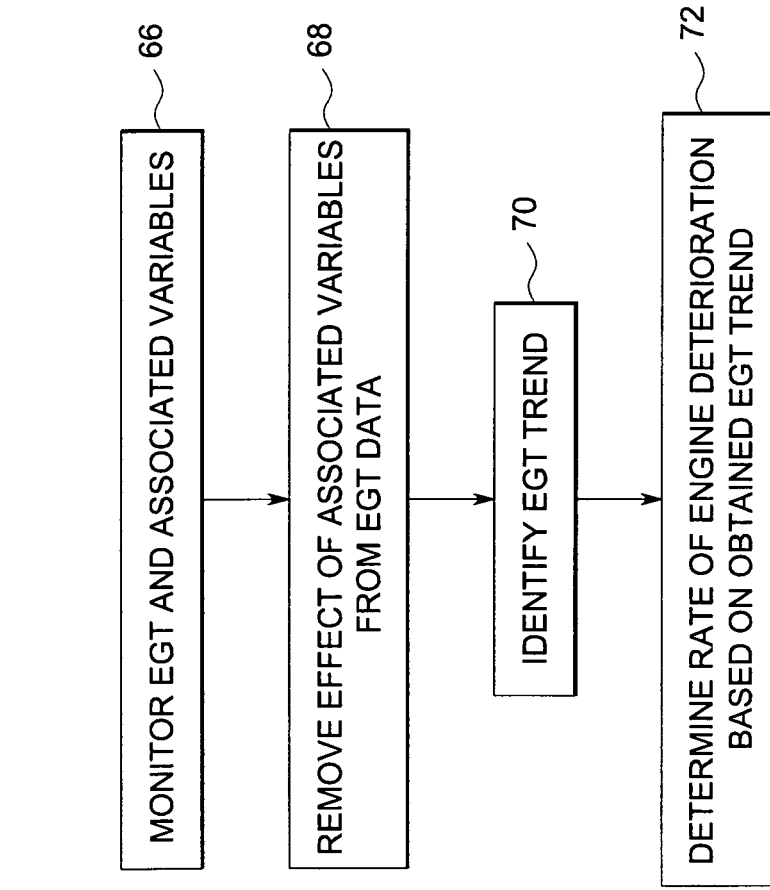 MONITOR EGT AND ASSOCIATED VARIABLES
66
REMOVE EFFECT OF ASSOCIATED VARIABLES
FROM EGT DATA
68
IDENTIFY EGT TREND
70
DETERMINE RATE OF ENGINE DETERIORATION
BASED ON OBTAINED EGT TREND
72